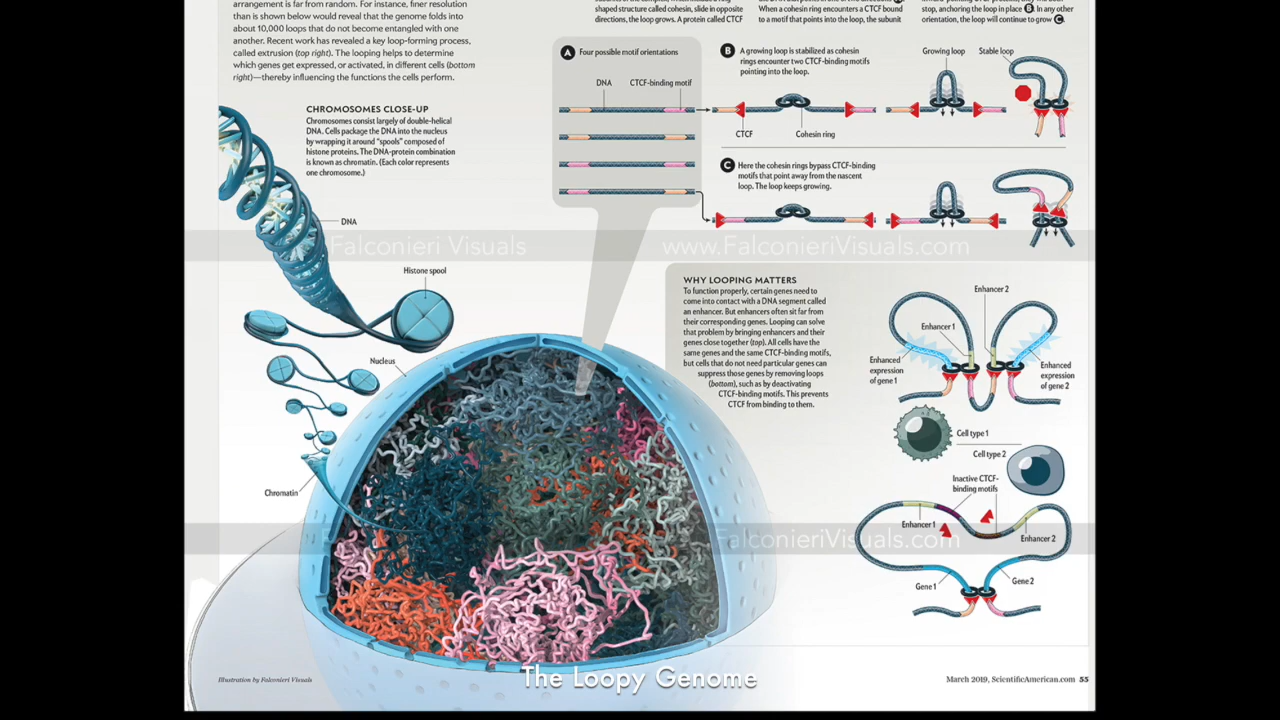 arrangement is far from random. For instance, finer resolution
than is shown below would reveal that the genome folds into
about 10,000 loops that do not become entangled with one
another. Recent work has revealed a key loop-forming process,
called extrusion (top right). The looping helps to determine
which genes get expressed, or activated, in different cells (bottom
right)—thereby influencing the functions the cells perform.
shaped structure called cohesin, slide in opposite
directions, the loop grows. A protein called CTCF
When a cohesin ring encounters a CTCF bound
to a motif that points into the loop, the subunit
stop, anchoring the loop in place B. In any other
orientation, the loop will continue to grow C.
A Four possible motif orientations
DNA
CTCF-binding motif
B A growing loop is stabilized as cohesin
rings encounter two CTCF-binding motifs
pointing into the loop.
Growing loop
Stable loop
CTCF
Cohesin ring
C Here the cohesin rings bypass CTCF-binding
motifs that point away from the nascent
loop. The loop keeps growing.
CHROMOSOMES CLOSE-UP
Chromosomes consist largely of double-helical
DNA. Cells package the DNA into the nucleus
by wrapping it around “spools” composed of
histone proteins. The DNA-protein combination
is known as chromatin. (Each color represents
one chromosome.)
DNA
Falconieri Visuals
www.FalconieriVisuals.com
Histone spool
Nucleus
Chromatin
WHY LOOPING MATTERS
To function properly, certain genes need to
come into contact with a DNA segment called
an enhancer. But enhancers often sit far from
their corresponding genes. Looping can solve
that problem by bringing enhancers and their
genes close together (top). All cells have the
same genes and the same CTCF-binding motifs,
but cells that do not need particular genes can
suppress those genes by removing loops
(bottom), such as by deactivating
CTCF-binding motifs. This prevents
CTCF from binding to them.
Enhancer 2
Enhancer 1
Enhanced
expression
of gene 1
Enhanced
expression
of gene 2
Cell type 1
Cell type 2
Inactive CTCF-
binding motifs
Enhancer 1
Enhancer 2
FalconieriVisuals.com
Gene 1
Gene 2
The Loopy Genome
Illustration by Falconieri Visuals
March 2019, ScientificAmerican.com 55